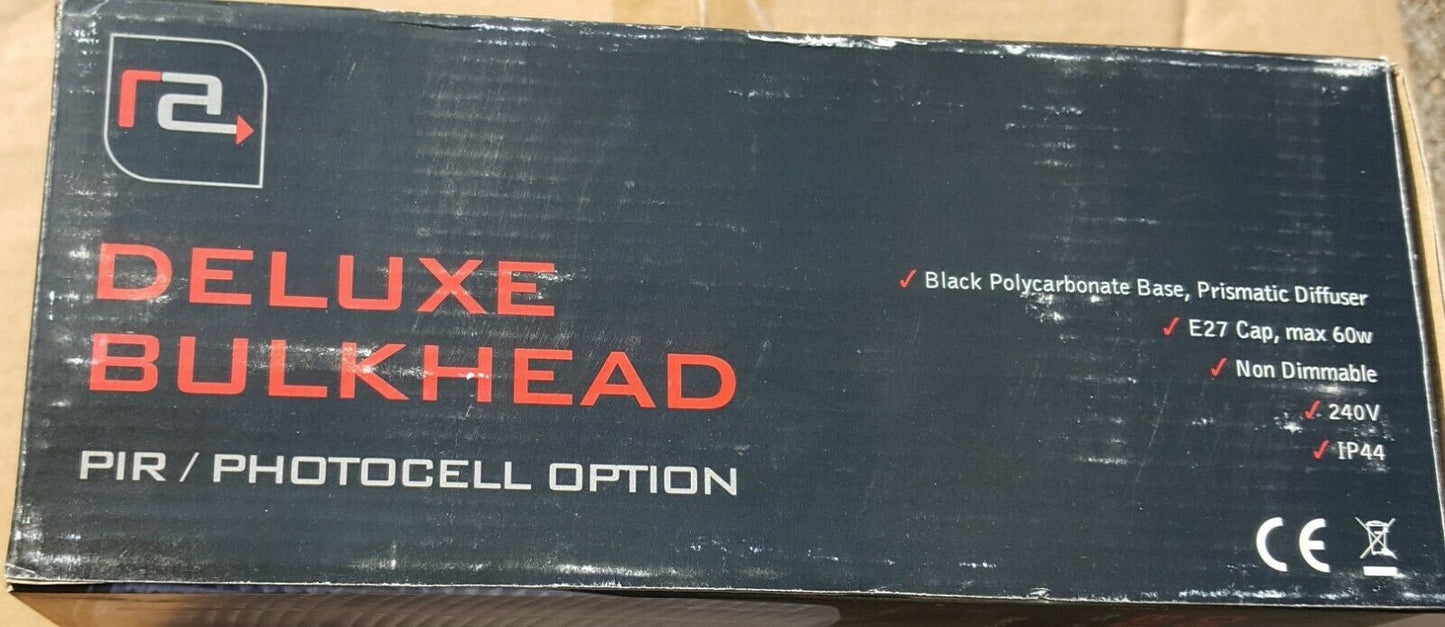 ra
DELUXE
BULKHEAD
PIR / PHOTOCELL OPTION
✓ Black Polycarbonate Base, Prismatic Diffuser
✓ E27 Cap, max 60w
✓ Non Dimmable
✓ 240V
✓ IP44
CE